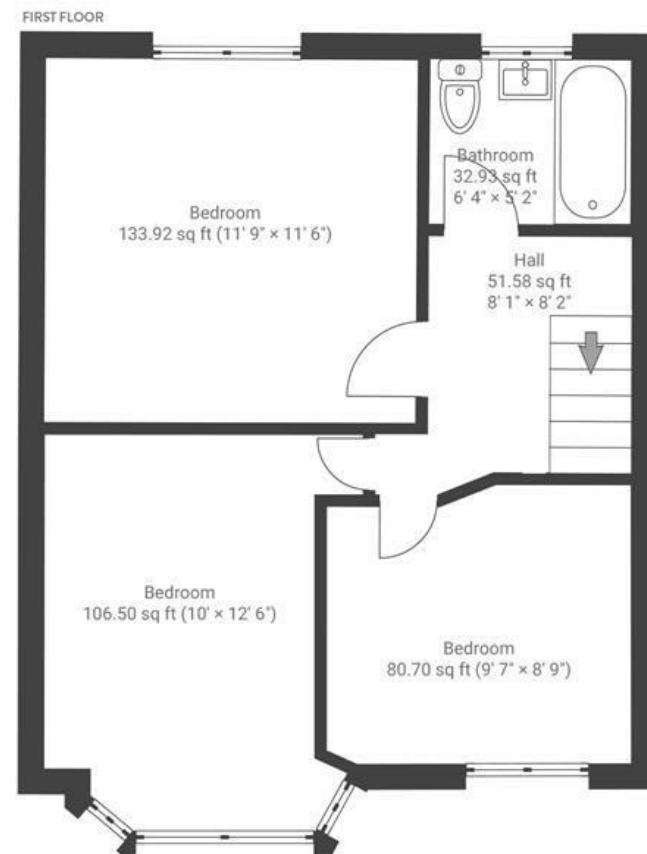 FIRST FLOOR
Bathroom
32.93 sq ft
6' 4" × 5' 2"
Bedroom
133.92 sq ft (11' 9" × 11' 6")
Hall
51.58 sq ft
8' 1" × 8' 2"
Bedroom
106.50 sq ft (10' × 12' 6")
Bedroom
80.70 sq ft (9' 7" × 8' 9")